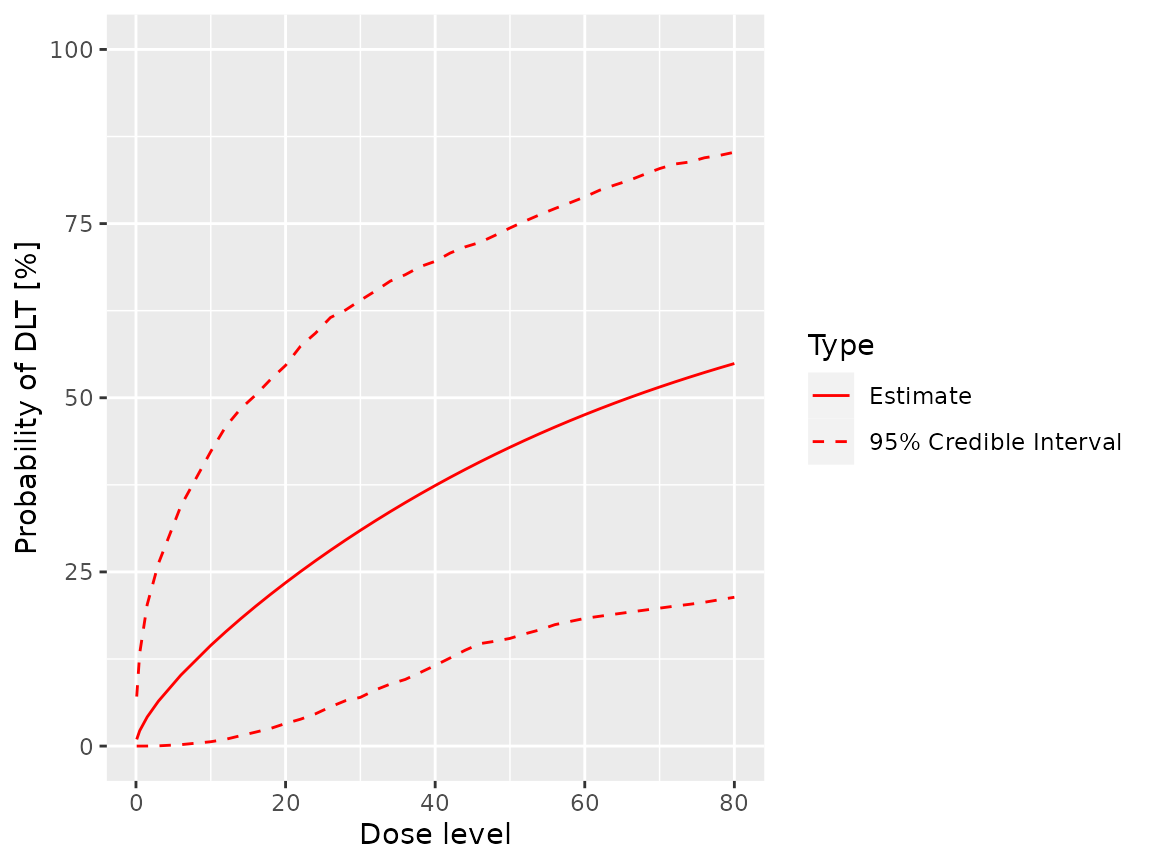 100
75
50
25
0
Probability of DLT [%]
0 20 40 60 80
Dose level
Type
Estimate
95% Credible Interval